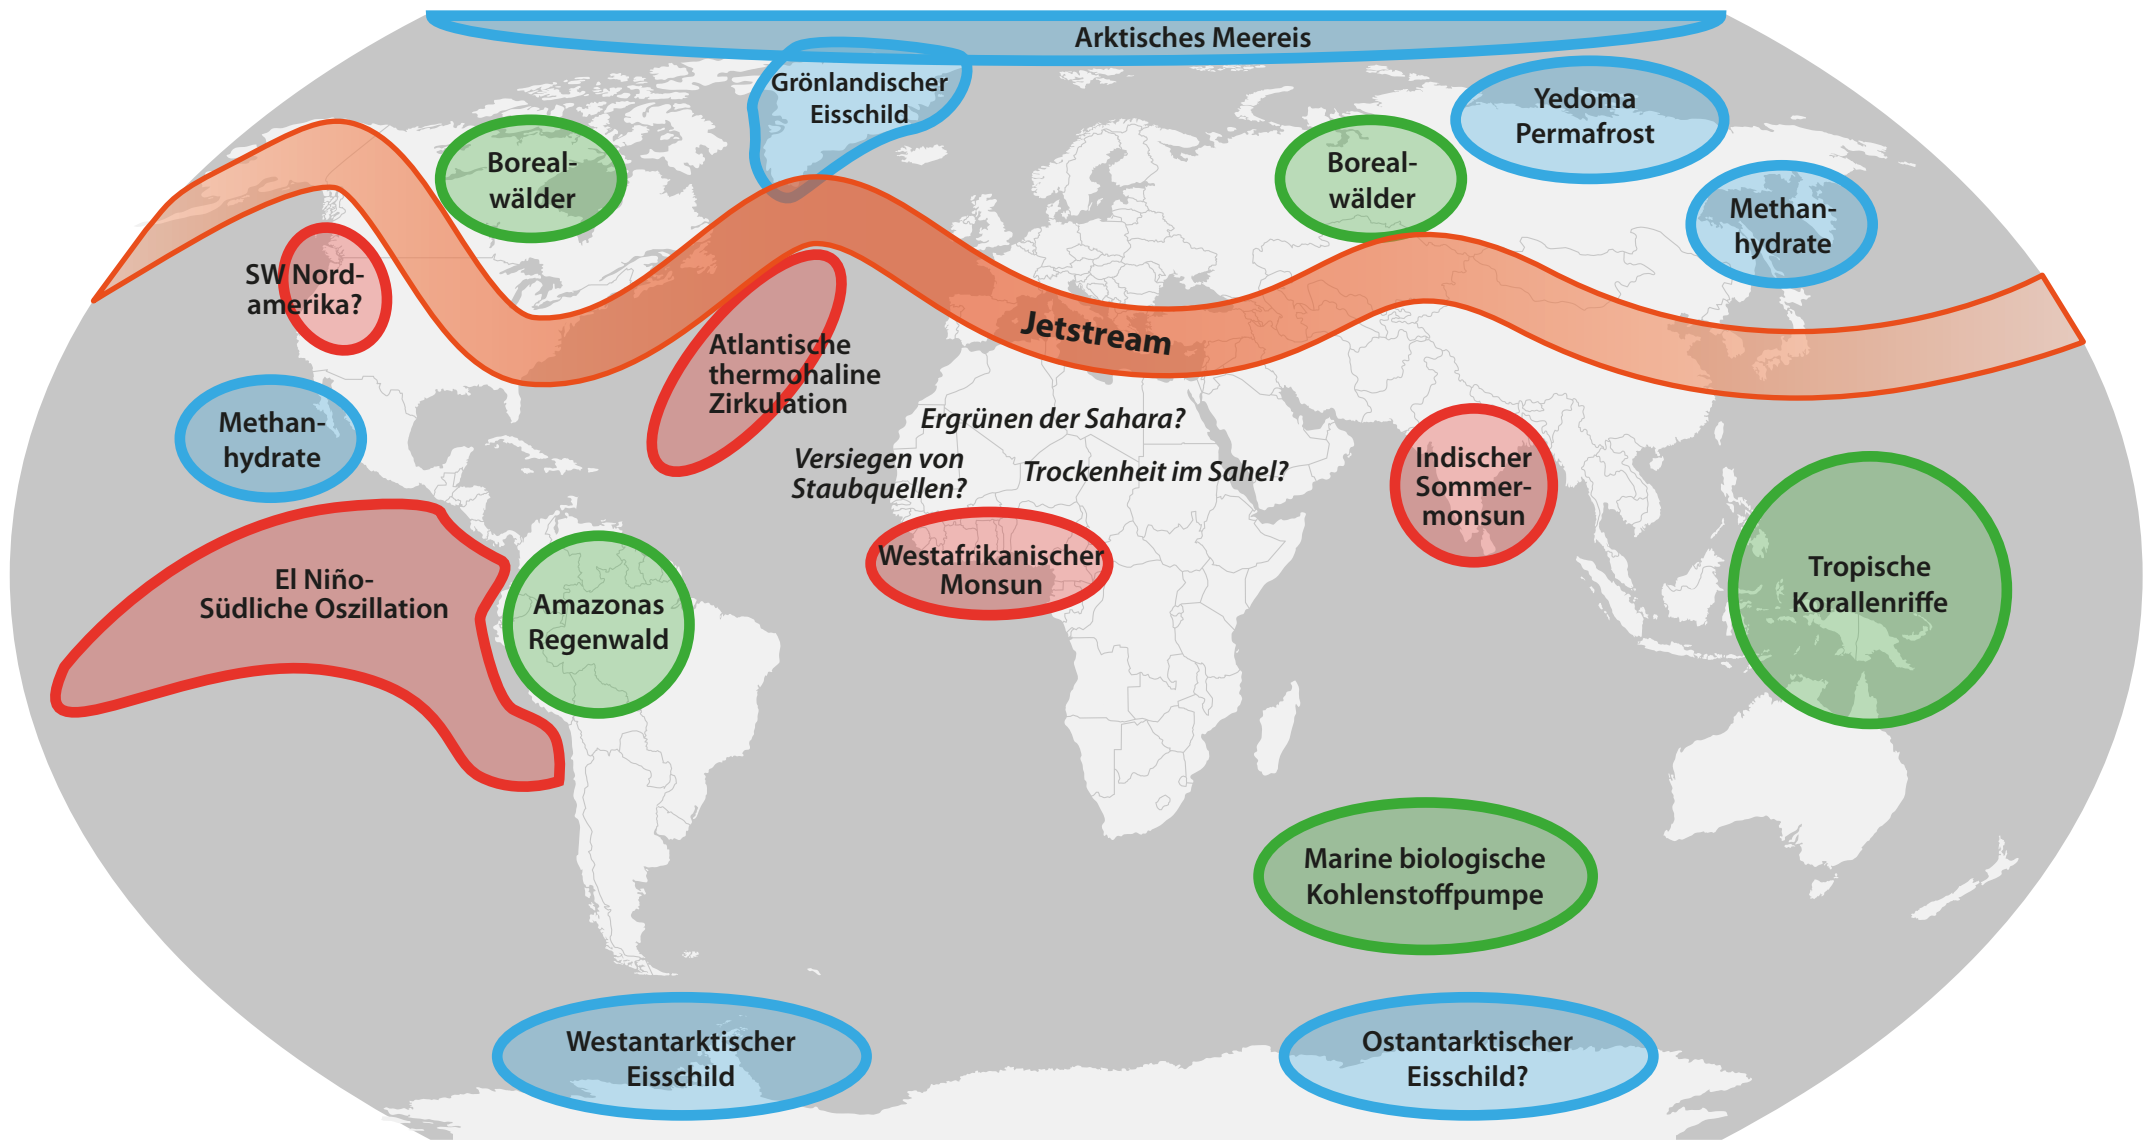 Arktisches Meereis
Grönlandischer
Eisschild
Yedoma
Permafrost
Boreal-
wälder
Boreal-
wälder
Methan-
hydrate
SW Nord-
amerika?
Jetstream
Atlantische
thermohaline
Zirkulation
Methan-
hydrate
Ergrünen der Sahara?
Versiegen von
Staubquellen?
Trockenheit im Sahel?
Indischer
Sommer-
monsun
Westafrikanischer
Monsun
El Niño-
Südliche Oszillation
Amazonas
Regenwald
Tropische
Korallenriffe
Marine biologische
Kohlenstoffpumpe
Westantarktischer
Eisschild
Ostantarktischer
Eisschild?